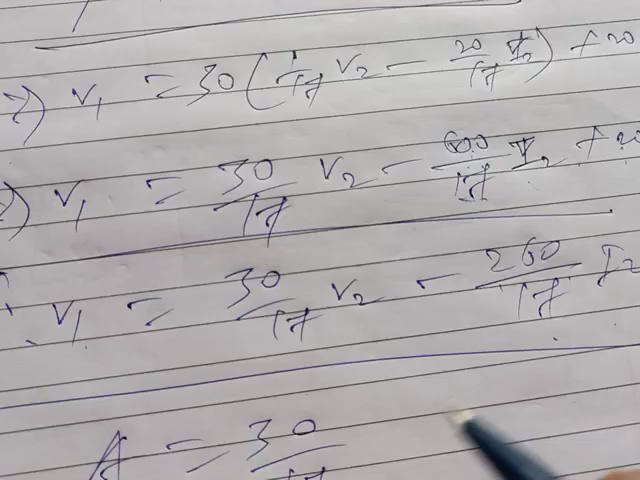 ⇒) V₁ = 30(1/17 V₂ - 20/17 I₂) + 20
⇒) V₁ = 30/17 V₂ - 600/17 I₂ + 20
∴ V₁ = 30/17 V₂ - 260/17 I₂
A = 30/17